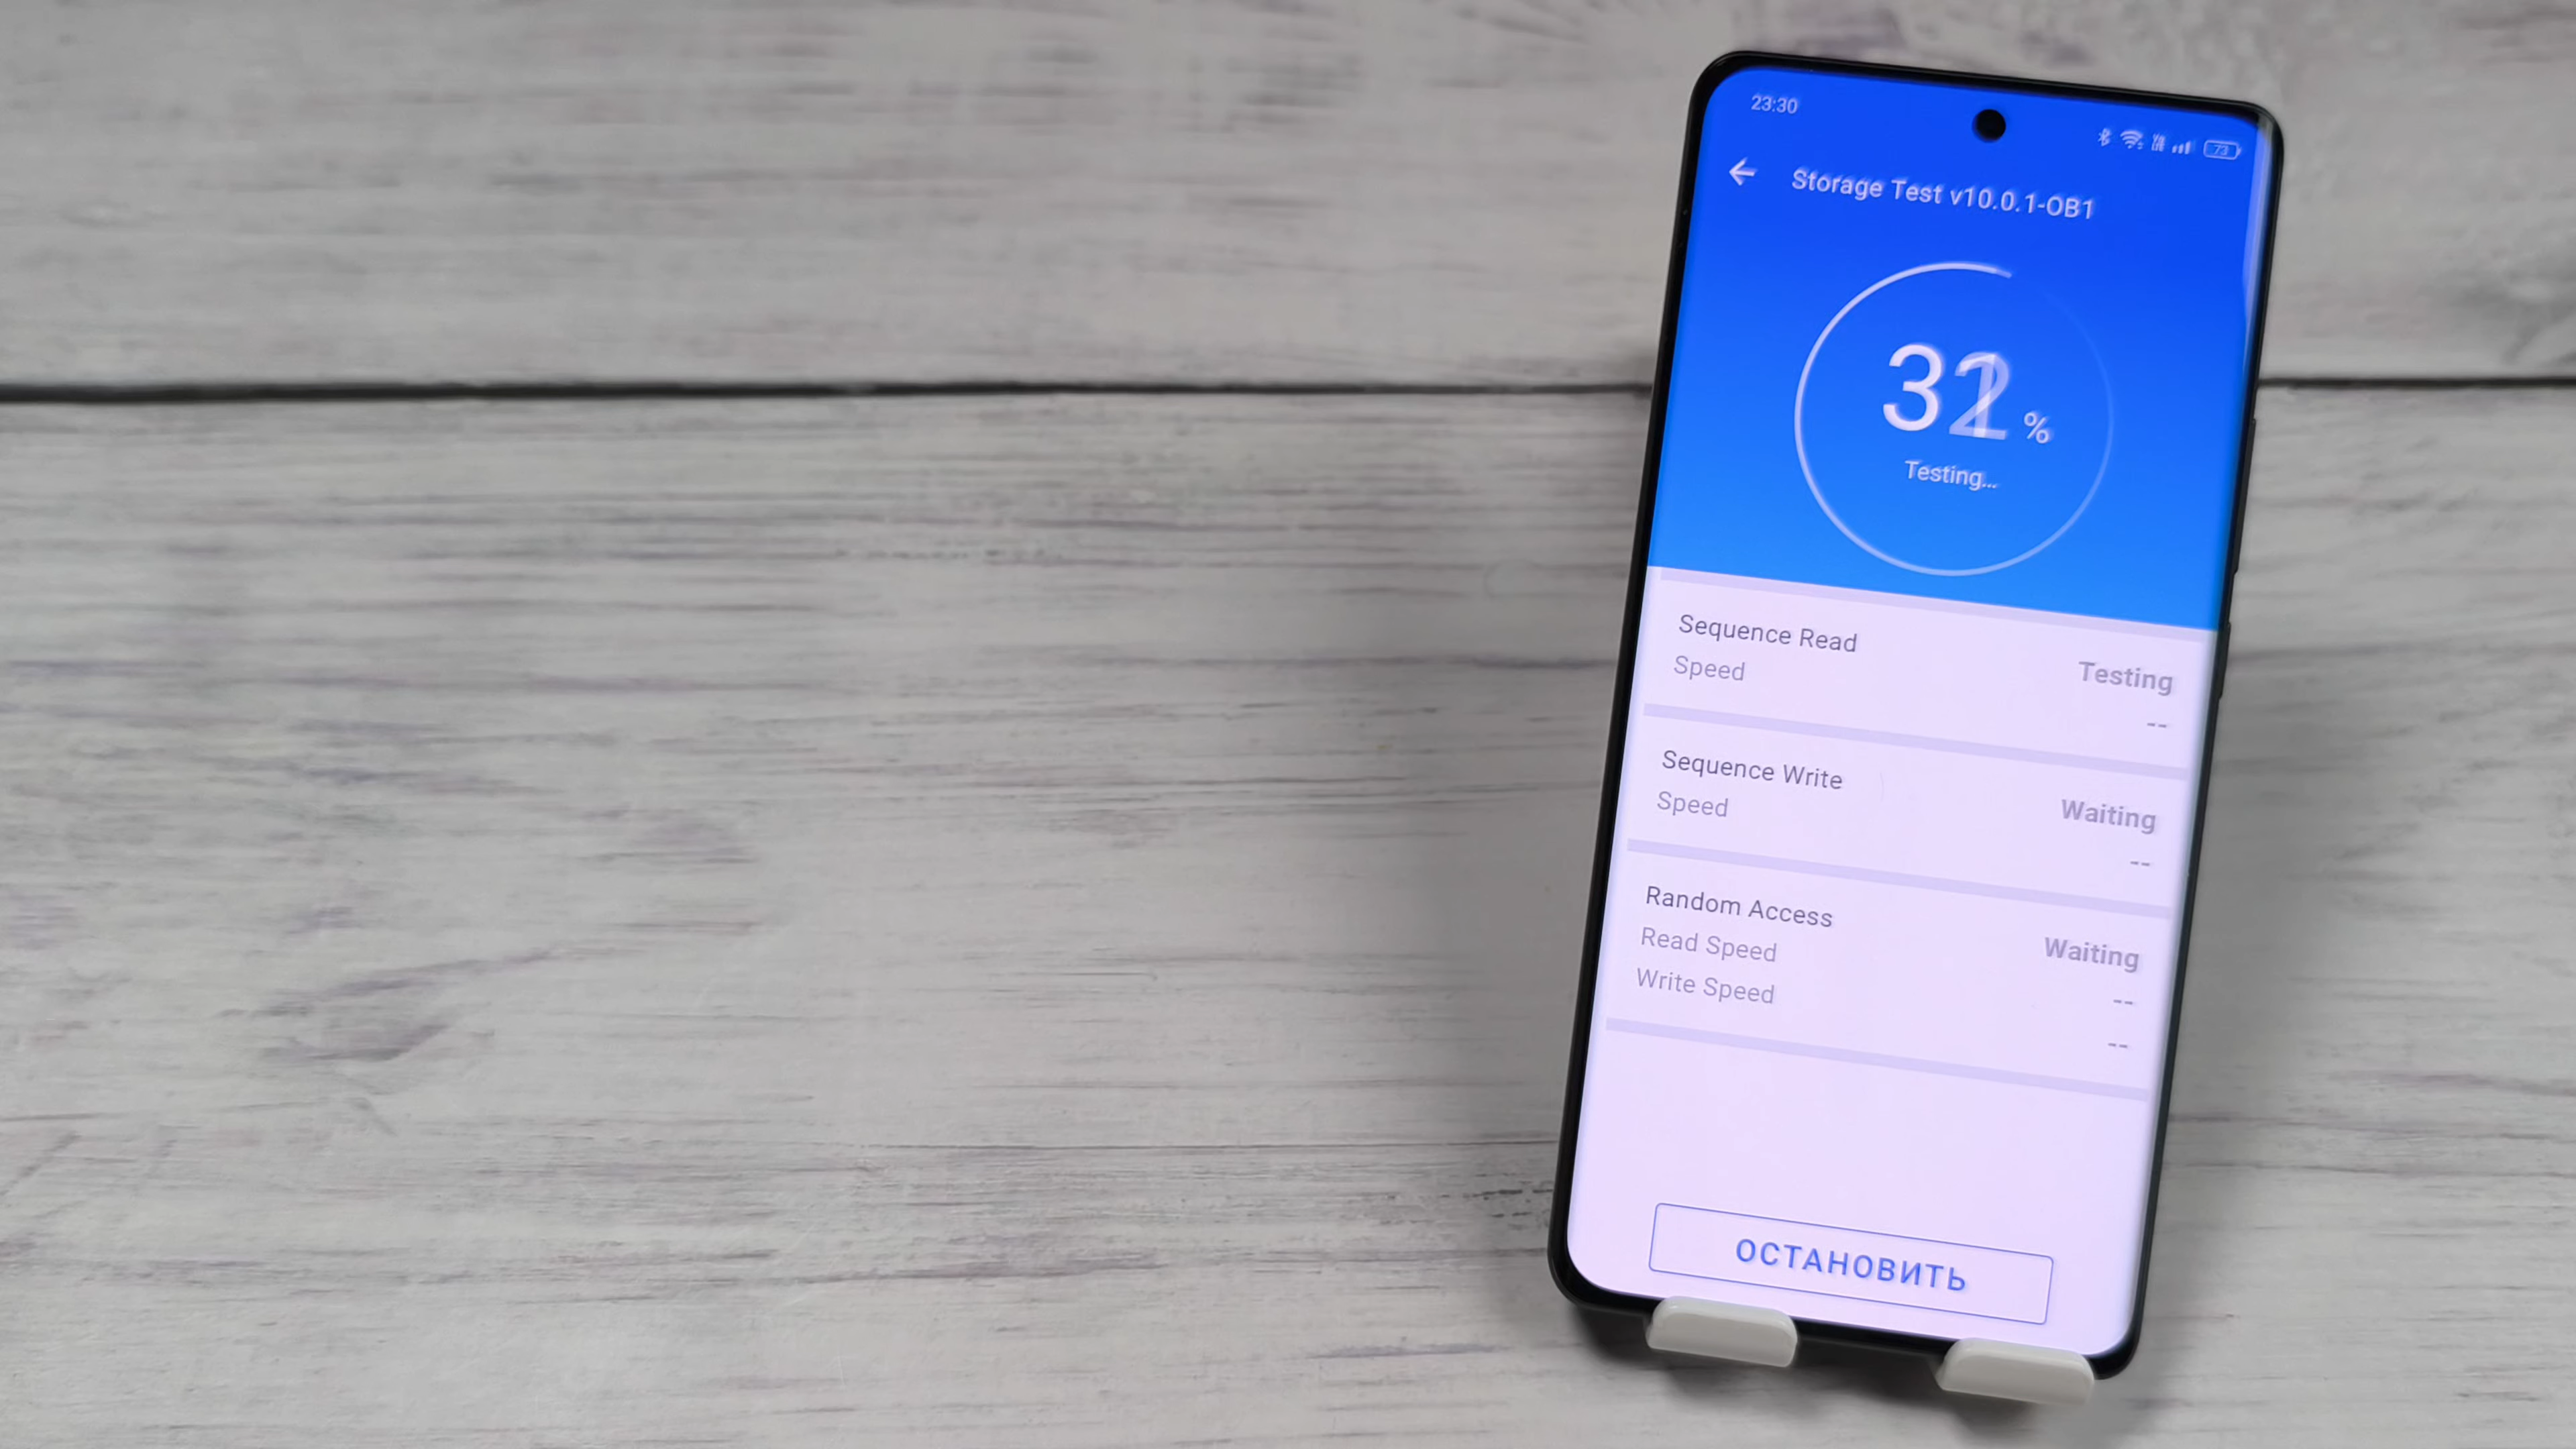 23:30
73
Storage Test v10.0.1-OB1
%
Testing...
Sequence Read
Testing
Speed
--
Sequence Write
Waiting
Speed
--
Random Access
Waiting
Read Speed
--
Write Speed
--
ОСТАНОВИТЬ